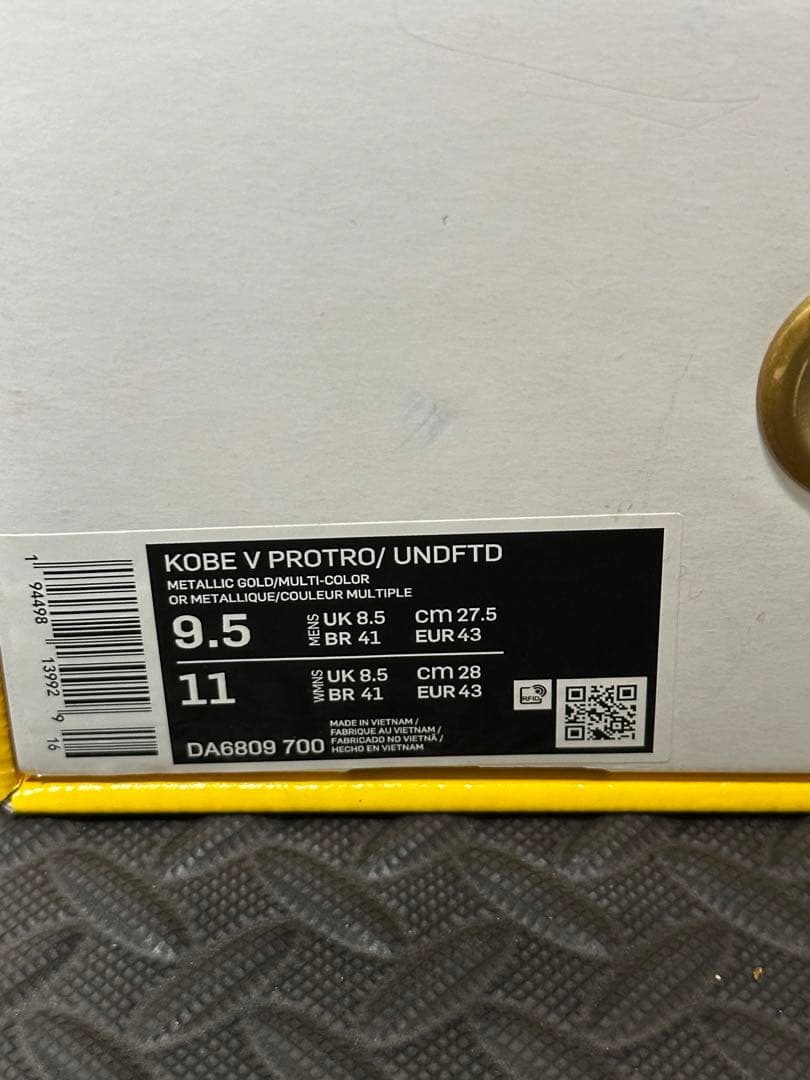 KOBE V PROTRO/ UNDFTD
METALLIC GOLD/MULTI-COLOR
OR METALLIQUE/COULEUR MULTIPLE
9.5 MENS UK 8.5 CM 27.5
BR 41 EUR 43
11 WMNS UK 8.5 CM 28
BR 41 EUR 43
RFID
DA6809 700
MADE IN VIETNAM /
FABRIQUE AU VIETNAM /
FABRICADO NO VIETNÃ /
HECHO EN VIETNAM
1 94498 13992 9 16